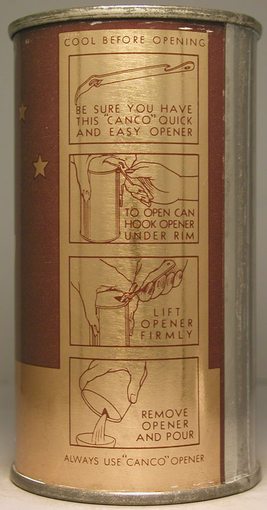 COOL BEFORE OPENING
BE SURE YOU HAVE
THIS "CANCO" QUICK
AND EASY OPENER
TO OPEN CAN
HOOK OPENER
UNDER RIM
LIFT
OPENER
FIRMLY
REMOVE
OPENER
AND POUR
ALWAYS USE "CANCO" OPENER